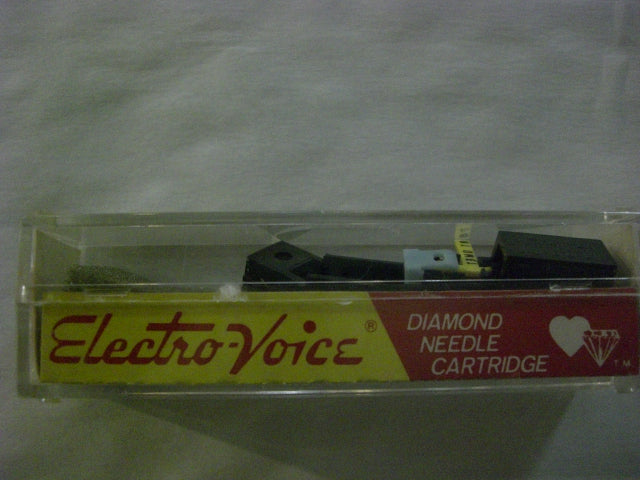 Electro-Voice®
DIAMOND
NEEDLE
CARTRIDGE
TM